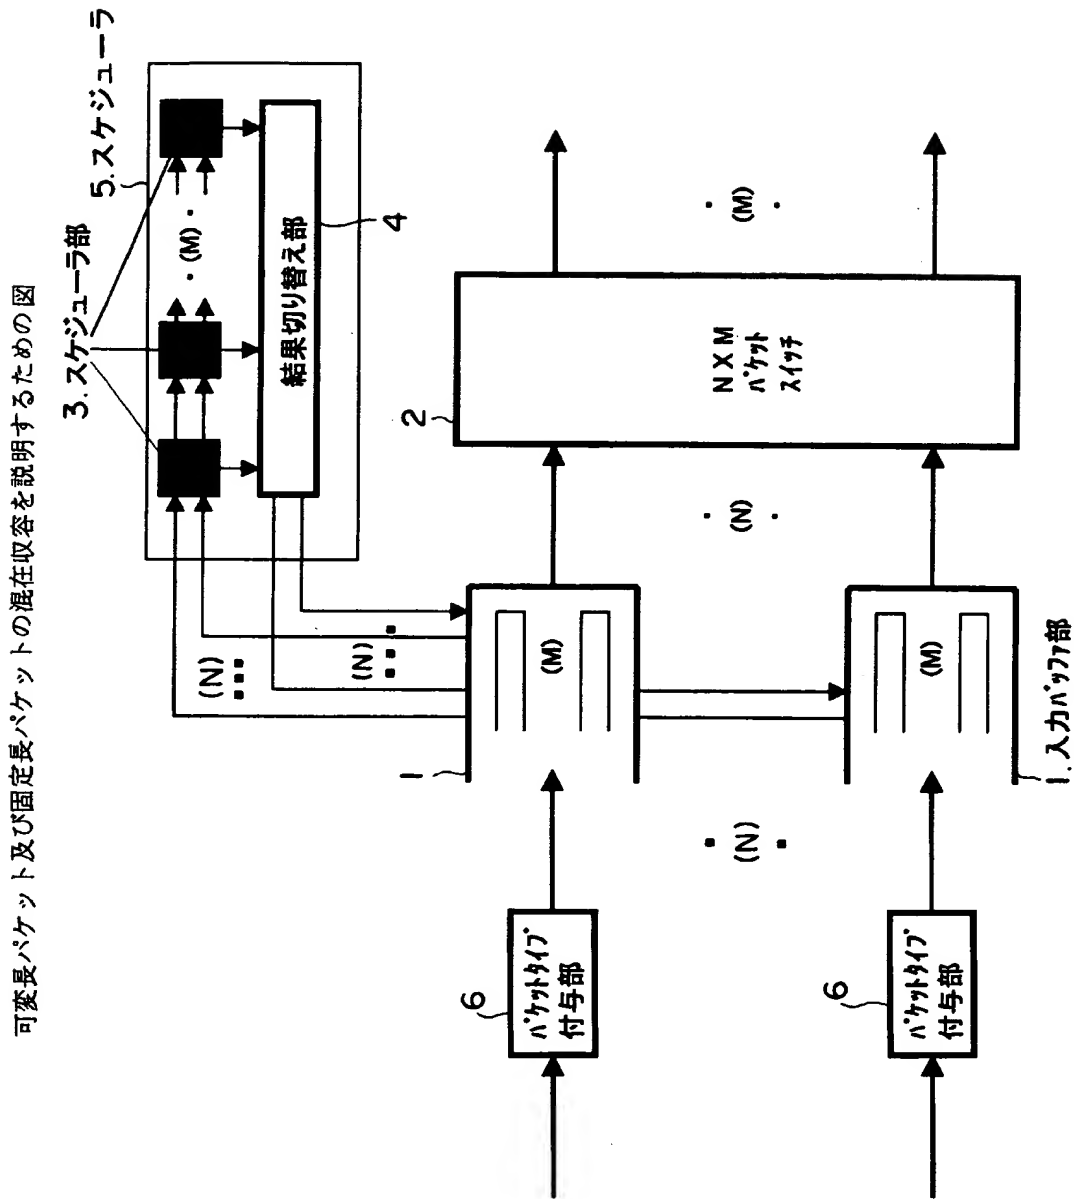 可変長パケット及び固定長パケットの混在収容を説明するための図
5.スケジューラ
3.スケジューラ部
(M)
結果切り替え部
4
(N)
(N)
2
N×M
パケット
スイッチ
(M)
(N)
1
(M)
(M)
1.入力バッファ部
(N)
6
パケットタイプ
付与部
6
パケットタイプ
付与部